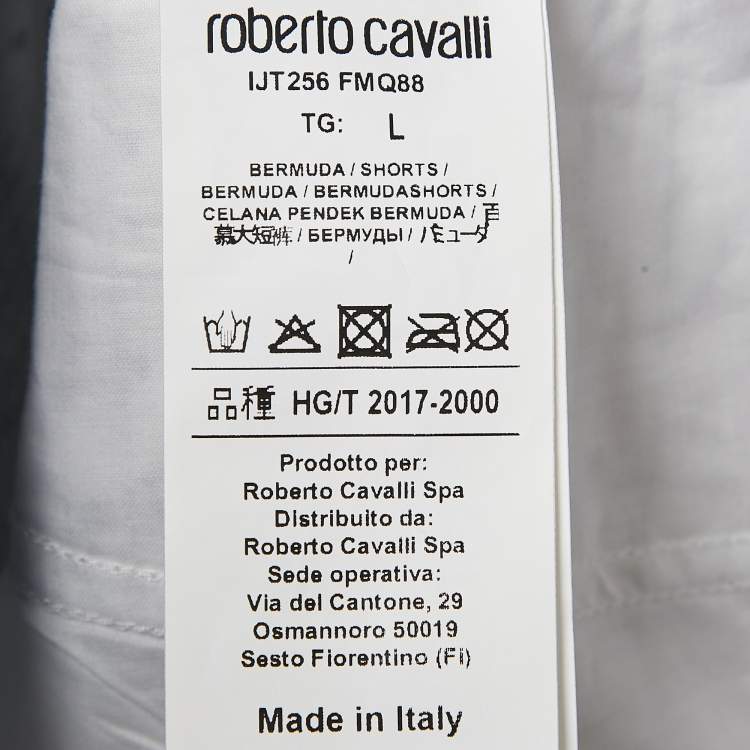 roberto cavalli
IJT256 FMQ88
TG: L
BERMUDA / SHORTS /
BERMUDA / BERMUDASHORTS /
CELANA PENDEK BERMUDA / 百
慕大短裤 / БЕРМУДЫ / バミューダ
/
品種 HG/T 2017-2000
Prodotto per:
Roberto Cavalli Spa
Distribuito da:
Roberto Cavalli Spa
Sede operativa:
Via del Cantone, 29
Osmannoro 50019
Sesto Fiorentino (Fi)
Made in Italy